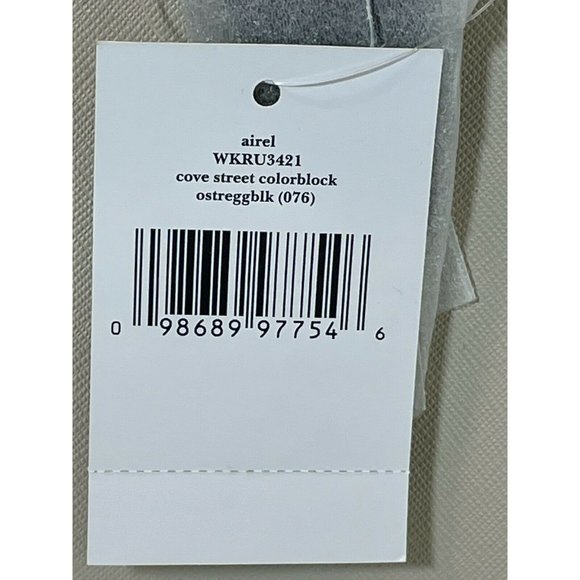 airel
WKRU3421
cove street colorblock
ostreggblk (076)
0 98689 97754 6